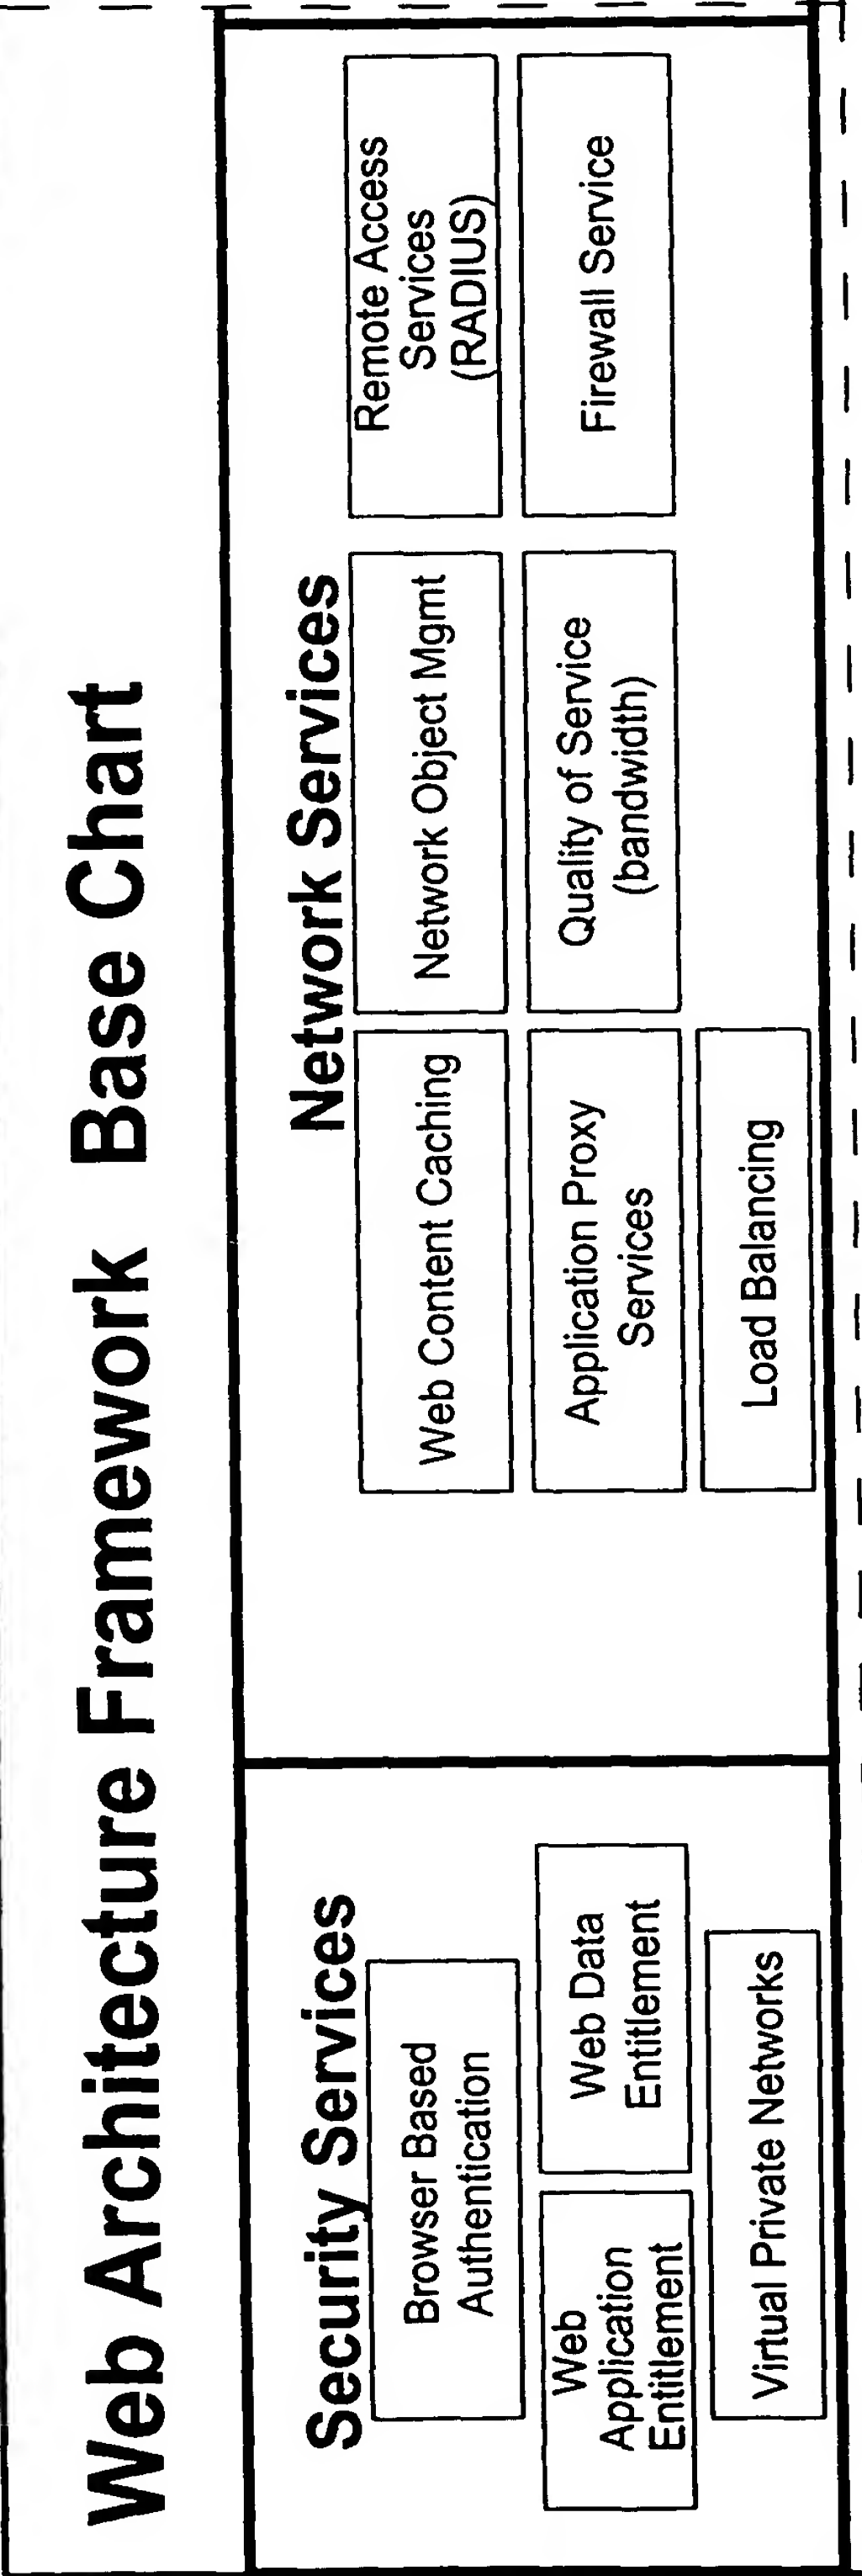 Web Architecture Framework Base Chart
Security Services
Browser Based
Authentication
Web
Application
Entitlement
Web Data
Entitlement
Virtual Private Networks
Network Services
Web Content Caching
Network Object Mgmt
Remote Access
Services
(RADIUS)
Application Proxy
Services
Quality of Service
(bandwidth)
Firewall Service
Load Balancing